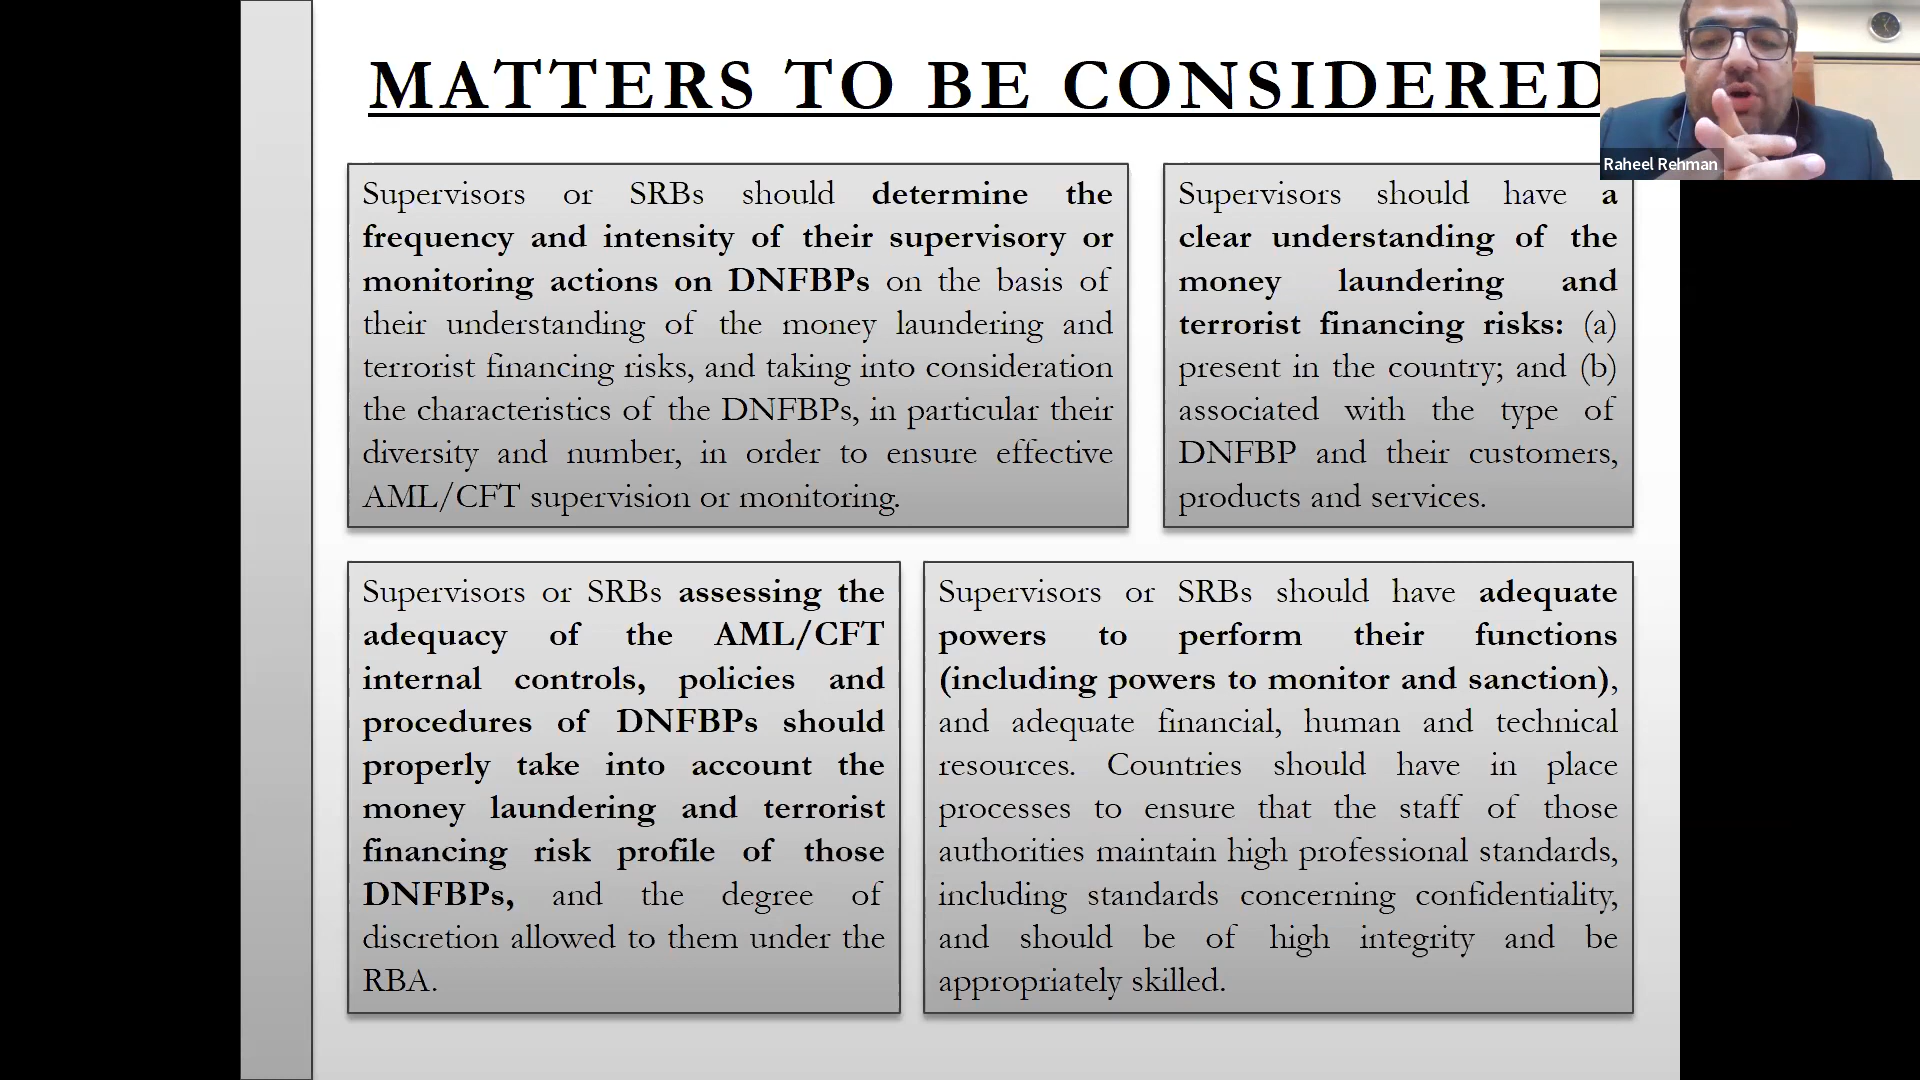 MATTERS TO BE CONSIDERED
Raheel Rehman
Supervisors or SRBs should determine the
frequency and intensity of their supervisory or
monitoring actions on DNFBPs on the basis of
their understanding of the money laundering and
terrorist financing risks, and taking into consideration
the characteristics of the DNFBPs, in particular their
diversity and number, in order to ensure effective
AML/CFT supervision or monitoring.
Supervisors should have a
clear understanding of the
money laundering and
terrorist financing risks: (a)
present in the country; and (b)
associated with the type of
DNFBP and their customers,
products and services.
Supervisors or SRBs assessing the
adequacy of the AML/CFT
internal controls, policies and
procedures of DNFBPs should
properly take into account the
money laundering and terrorist
financing risk profile of those
DNFBPs, and the degree of
discretion allowed to them under the
RBA.
Supervisors or SRBs should have adequate
powers to perform their functions
(including powers to monitor and sanction),
and adequate financial, human and technical
resources. Countries should have in place
processes to ensure that the staff of those
authorities maintain high professional standards,
including standards concerning confidentiality,
and should be of high integrity and be
appropriately skilled.